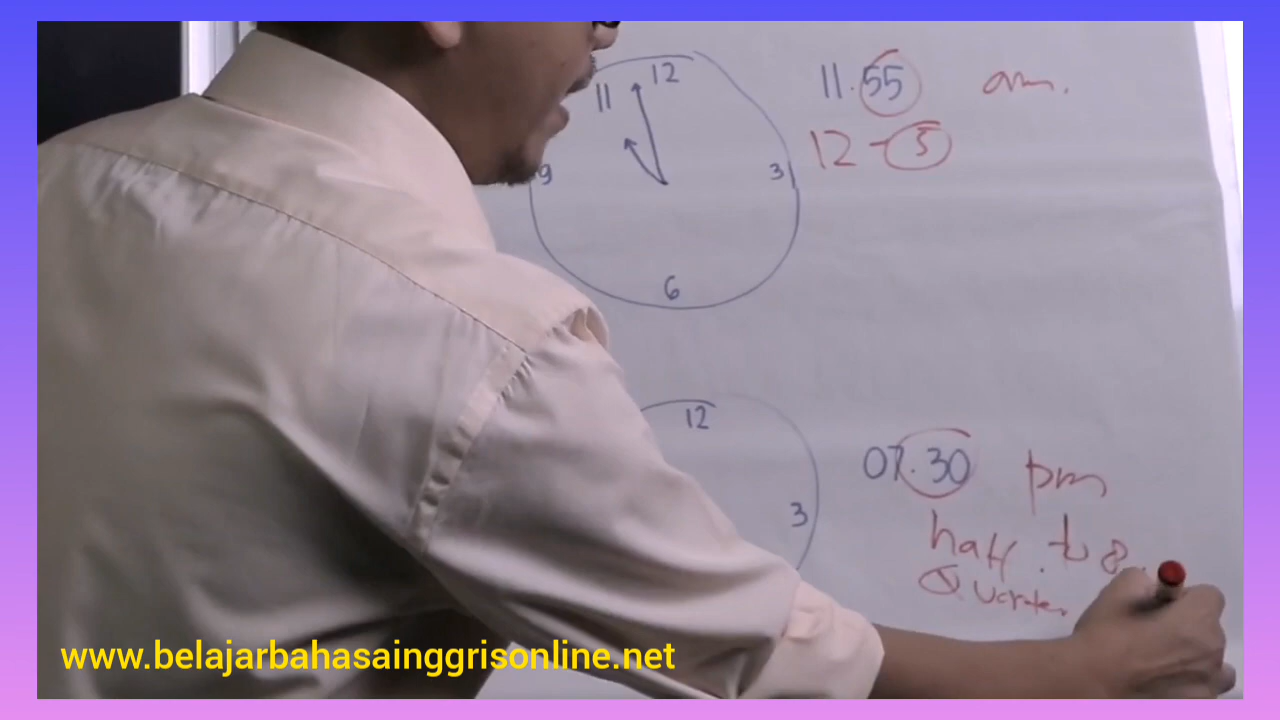 12
11
9
3
6
11.55 am.
12 - 5
12
3
07.30 pm
half. to 8
Quarter.
www.belajarbahasainggrisonline.net